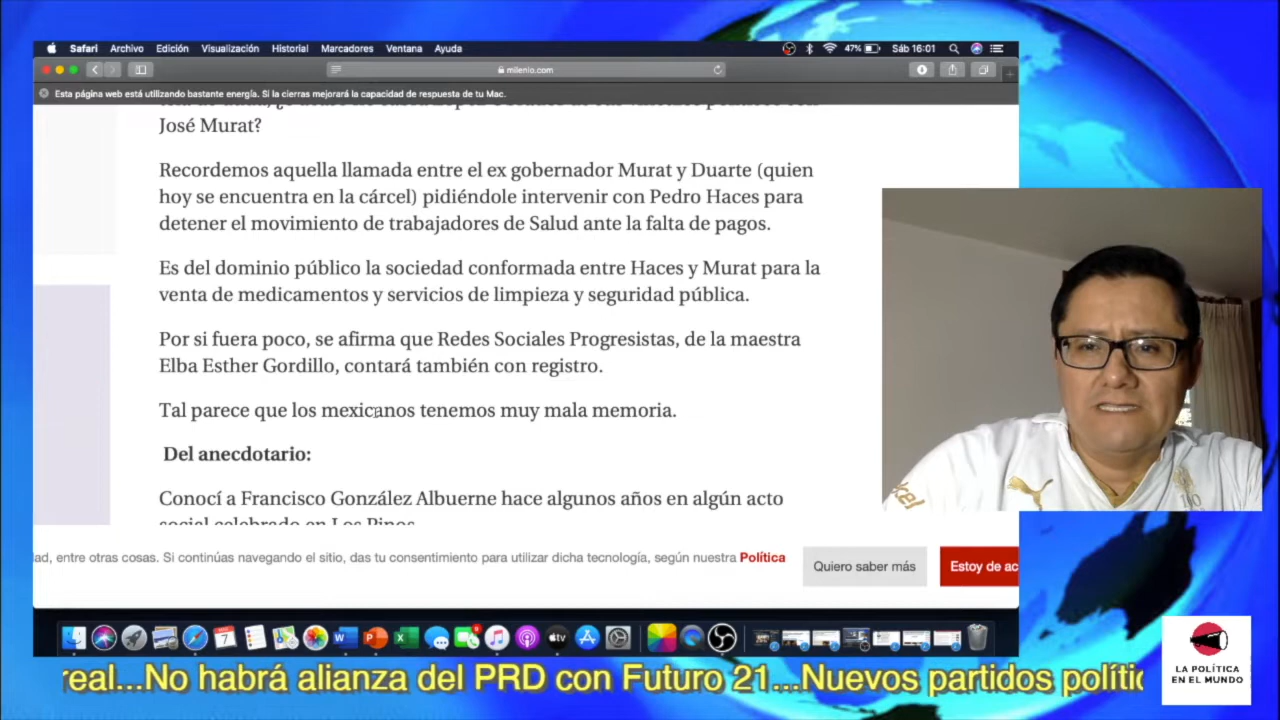 Safari Archivo Edición Visualización Historial Marcadores Ventana Ayuda 47% Sáb 16:01
milenio.com
Esta página web está utilizando bastante energía. Si la cierras mejorará la capacidad de respuesta de tu Mac.
José Murat?
Recordemos aquella llamada entre el ex gobernador Murat y Duarte (quien
hoy se encuentra en la cárcel) pidiéndole intervenir con Pedro Haces para
detener el movimiento de trabajadores de Salud ante la falta de pagos.
Es del dominio público la sociedad conformada entre Haces y Murat para la
venta de medicamentos y servicios de limpieza y seguridad pública.
Por si fuera poco, se afirma que Redes Sociales Progresistas, de la maestra
Elba Esther Gordillo, contará también con registro.
Tal parece que los mexicanos tenemos muy mala memoria.
Del anecdotario:
Conocí a Francisco González Albuerne hace algunos años en algún acto
social celebrado en Los Pinos
dad, entre otras cosas. Si continúas navegando el sitio, das tu consentimiento para utilizar dicha tecnología, según nuestra Política
Quiero saber más
Estoy de ac
7
real...No habrá alianza del PRD con Futuro 21...Nuevos partidos polític
LA POLÍTICA
EN EL MUNDO